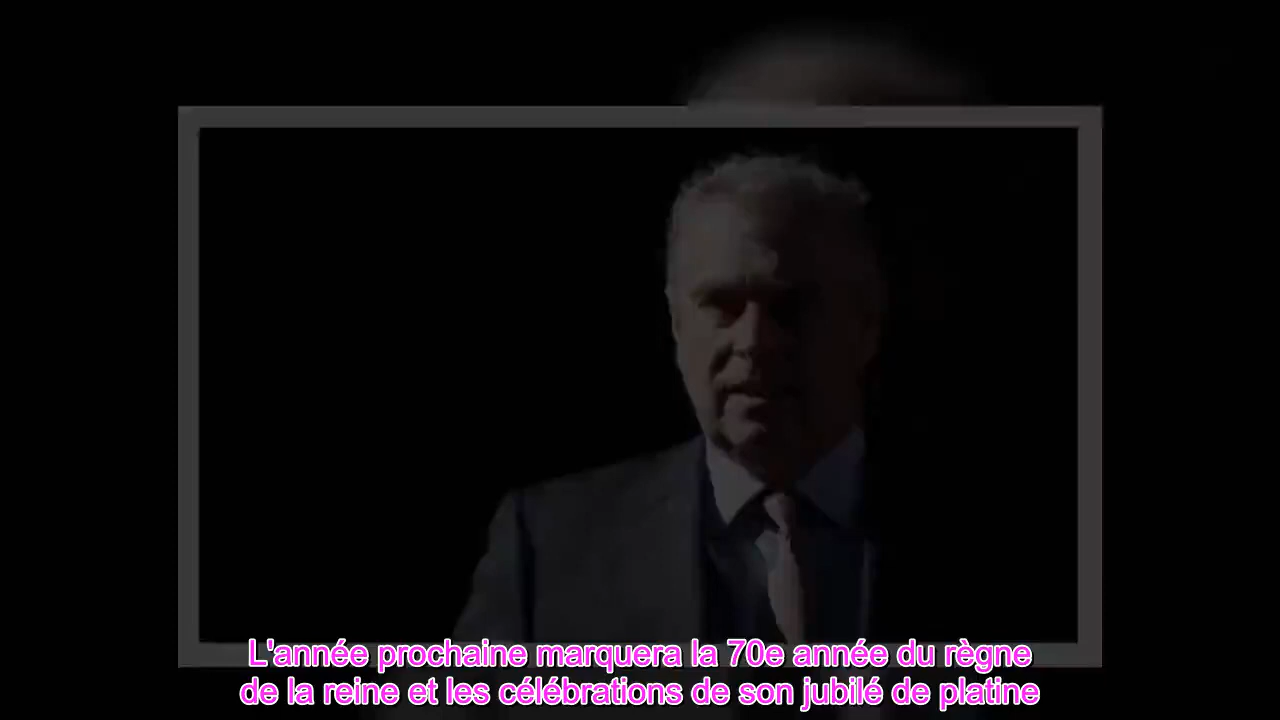 L'année prochaine marquera la 70e année du règne
de la reine et les célébrations de son jubilé de platine